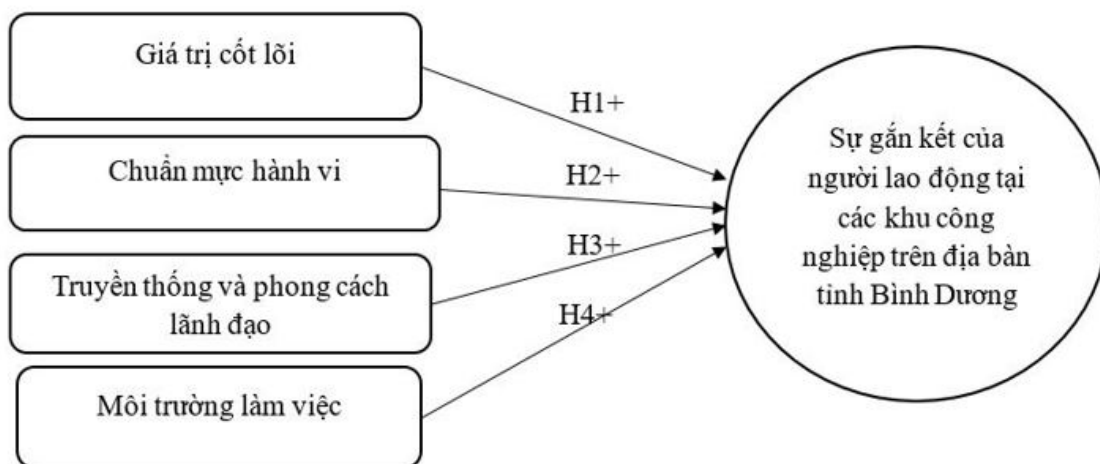 Giá trị cốt lõi
H1+
Chuẩn mực hành vi
H2+
Truyền thống và phong cách
lãnh đạo
H3+
Môi trường làm việc
H4+
Sự gắn kết của
người lao động tại
các khu công
nghiệp trên địa bàn
tỉnh Bình Dương